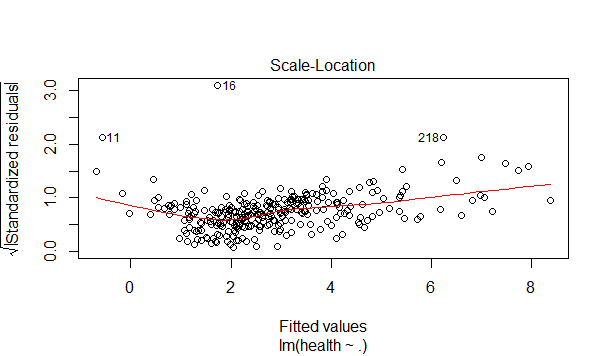 Scale-Location
√|Standardized residuals|
3.0
2.0
1.0
0.0
16
11
218
0 2 4 6 8
Fitted values
lm(health ~ .)